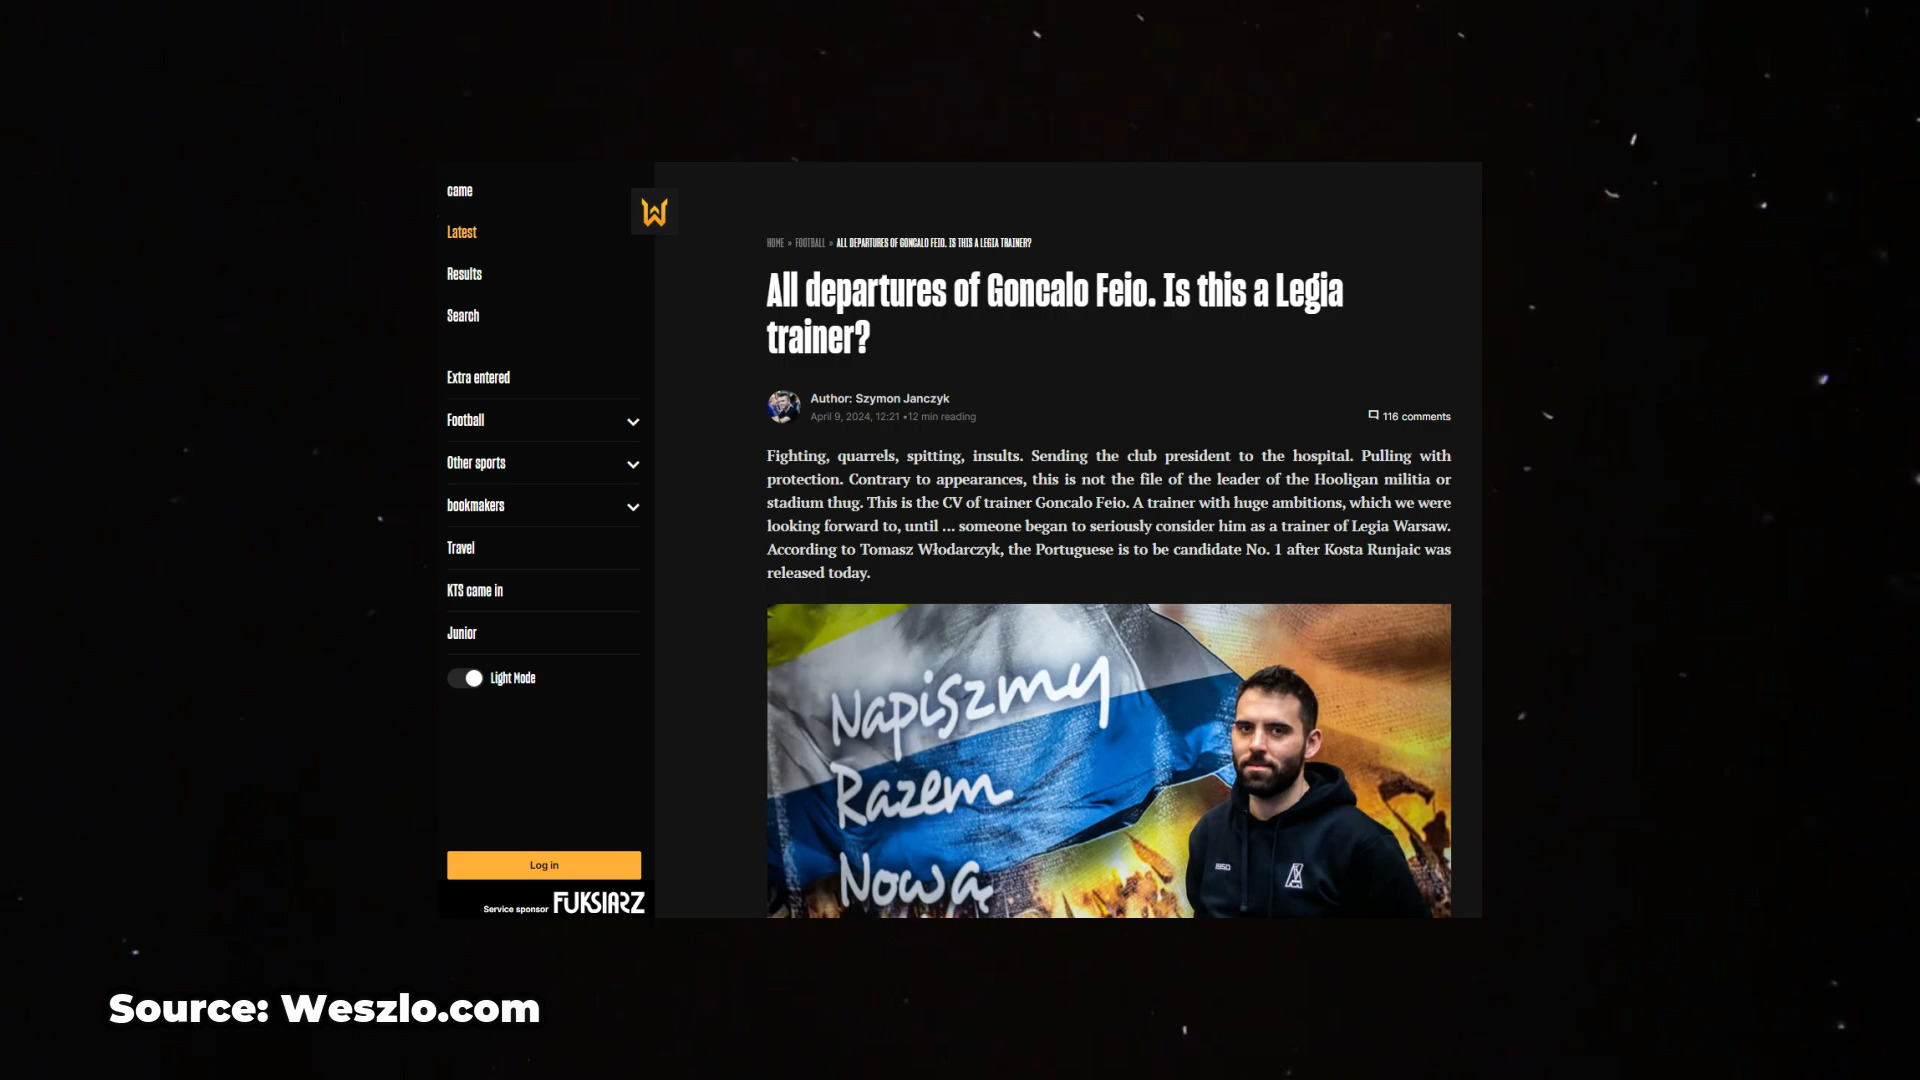 came
Latest
Results
Search
Extra entered
Football
Other sports
bookmakers
Travel
KTS came in
Junior
Light Mode
Log in
Service sponsor FUKSIARZ
HOME » FOOTBALL » ALL DEPARTURES OF GONCALO FEIO. IS THIS A LEGIA TRAINER?
All departures of Goncalo Feio. Is this a Legia
trainer?
Author: Szymon Janczyk
April 9, 2024, 12:21 •12 min reading
116 comments
Fighting, quarrels, spitting, insults. Sending the club president to the hospital. Pulling with
protection. Contrary to appearances, this is not the file of the leader of the Hooligan militia or
stadium thug. This is the CV of trainer Goncalo Feio. A trainer with huge ambitions, which we were
looking forward to, until ... someone began to seriously consider him as a trainer of Legia Warsaw.
According to Tomasz Włodarczyk, the Portuguese is to be candidate No. 1 after Kosta Runjaic was
released today.
Napiszmy
Razem
Nową
Source: Weszlo.com